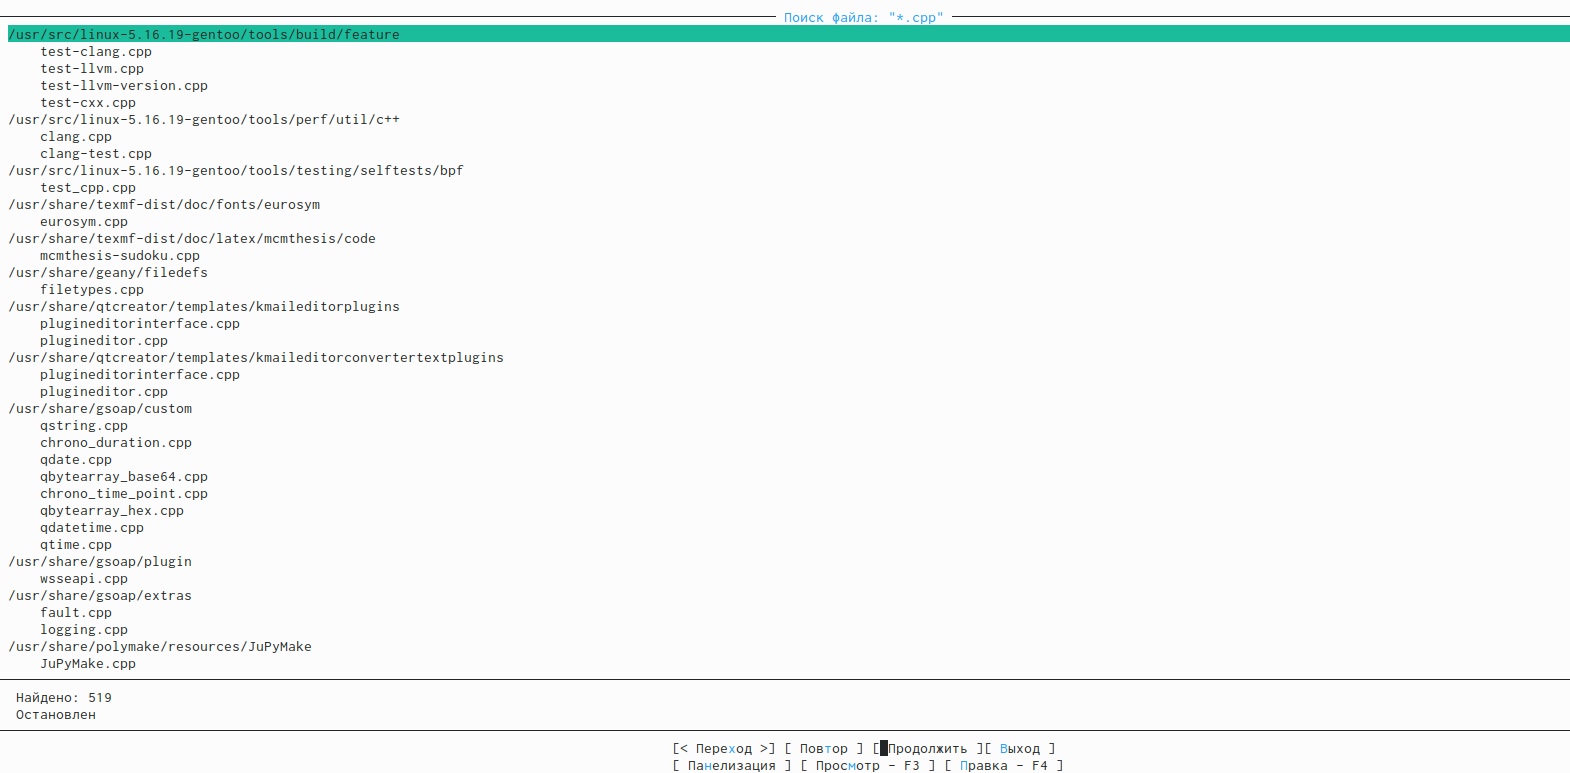 Поиск файла: "*.cpp"
/usr/src/linux-5.16.19-gentoo/tools/build/feature
test-clang.cpp
test-llvm.cpp
test-llvm-version.cpp
test-cxx.cpp
/usr/src/linux-5.16.19-gentoo/tools/perf/util/c++
clang.cpp
clang-test.cpp
/usr/src/linux-5.16.19-gentoo/tools/testing/selftests/bpf
test_cpp.cpp
/usr/share/texmf-dist/doc/fonts/eurosym
eurosym.cpp
/usr/share/texmf-dist/doc/latex/mcmthesis/code
mcmthesis-sudoku.cpp
/usr/share/geany/filedefs
filetypes.cpp
/usr/share/qtcreator/templates/kmaileditorplugins
plugineditorinterface.cpp
plugineditor.cpp
/usr/share/qtcreator/templates/kmaileditorconvertertextplugins
plugineditorinterface.cpp
plugineditor.cpp
/usr/share/gsoap/custom
qstring.cpp
chrono_duration.cpp
qdate.cpp
qbytearray_base64.cpp
chrono_time_point.cpp
qbytearray_hex.cpp
qdatetime.cpp
qtime.cpp
/usr/share/gsoap/plugin
wsseapi.cpp
/usr/share/gsoap/extras
fault.cpp
logging.cpp
/usr/share/polymake/resources/JuPyMake
JuPyMake.cpp
Найдено: 519
Остановлен
[< Переход >] [ Повтор ] [ Продолжить ][ Выход ]
[ Панелизация ] [ Просмотр - F3 ] [ Правка - F4 ]